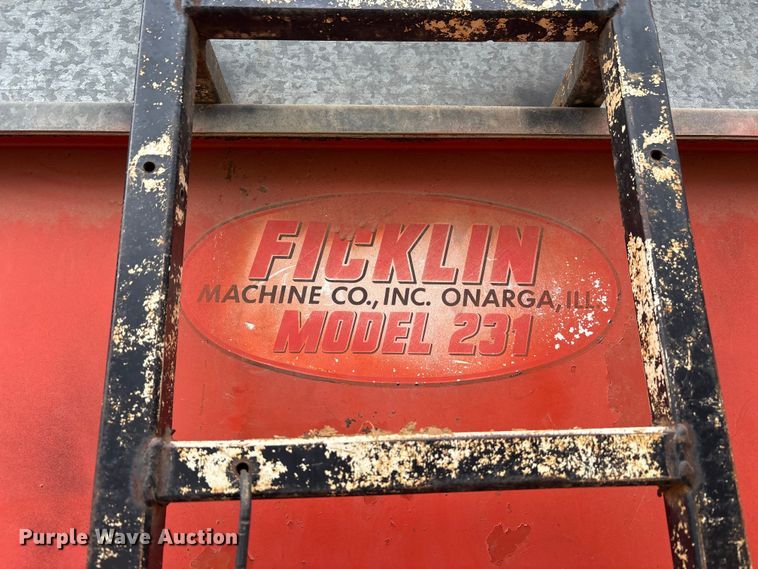 FICKLIN
MACHINE CO., INC. ONARGA, ILL.
MODEL 231
Purple Wave Auction